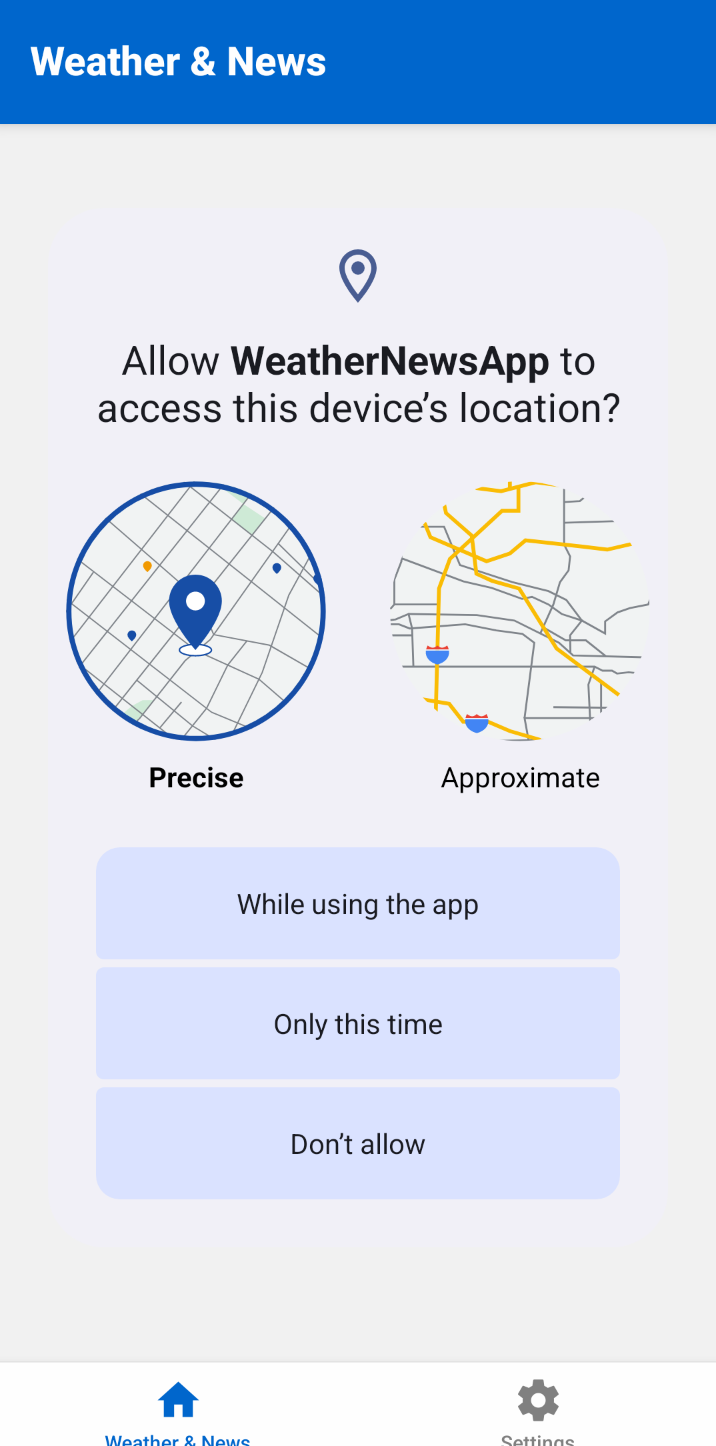 Weather & News
Allow WeatherNewsApp to
access this device’s location?
Precise
Approximate
While using the app
Only this time
Don’t allow
Weather & News
Settings